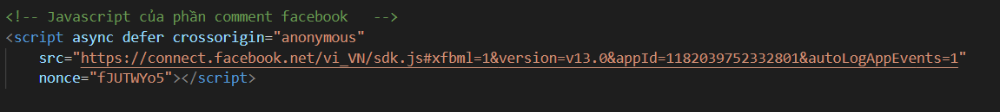 <!-- Javascript của phần comment facebook   -->
<script async defer crossorigin="anonymous"
src="https://connect.facebook.net/vi_VN/sdk.js#xfbml=1&version=v13.0&appId=1182039752332801&autoLogAppEvents=1"
nonce="fJUTWYo5"></script>